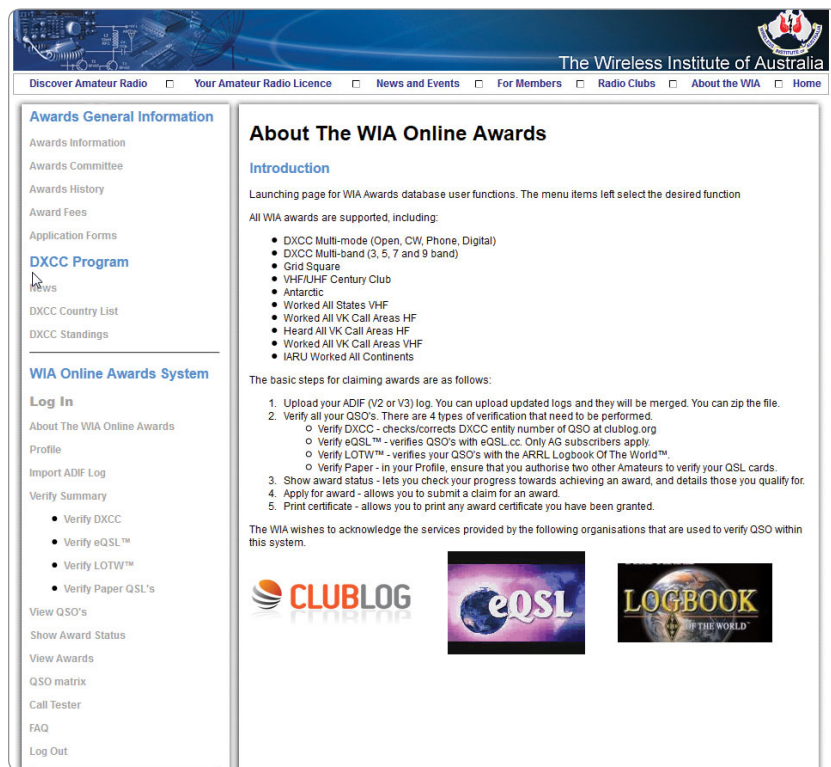 The Wireless Institute of Australia
Discover Amateur Radio Your Amateur Radio Licence News and Events For Members Radio Clubs About the WIA Home
Awards General Information
Awards Information
Awards Committee
Awards History
Award Fees
Application Forms
DXCC Program
News
DXCC Country List
DXCC Standings
WIA Online Awards System
Log In
About The WIA Online Awards
Profile
Import ADIF Log
Verify Summary
● Verify DXCC
● Verify eQSL™
● Verify LOTW™
● Verify Paper QSL's
View QSO's
Show Award Status
View Awards
QSO matrix
Call Tester
FAQ
Log Out
About The WIA Online Awards
Introduction
Launching page for WIA Awards database user functions. The menu items left select the desired function
All WIA awards are supported, including:
● DXCC Multi-mode (Open, CW, Phone, Digital)
● DXCC Multi-band (3, 5, 7 and 9 band)
● Grid Square
● VHF/UHF Century Club
● Antarctic
● Worked All States VHF
● Worked All VK Call Areas HF
● Heard All VK Call Areas HF
● Worked All VK Call Areas VHF
● IARU Worked All Continents
The basic steps for claiming awards are as follows:
1. Upload your ADIF (V2 or V3) log. You can upload updated logs and they will be merged. You can zip the file.
2. Verify all your QSO's. There are 4 types of verification that need to be performed.
○ Verify DXCC - checks/corrects DXCC entity number of QSO at clublog.org
○ Verify eQSL™ - verifies QSO's with eQSL.cc. Only AG subscribers apply.
○ Verify LOTW™ - verifies your QSO's with the ARRL Logbook Of The World™.
○ Verify Paper - in your Profile, ensure that you authorise two other Amateurs to verify your QSL cards.
3. Show award status - lets you check your progress towards achieving an award, and details those you qualify for.
4. Apply for award - allows you to submit a claim for an award.
5. Print certificate - allows you to print any award certificate you have been granted.
The WIA wishes to acknowledge the services provided by the following organisations that are used to verify QSO within
this system.
CLUBLOG
eQSL
LOGBOOK
OF THE WORLD